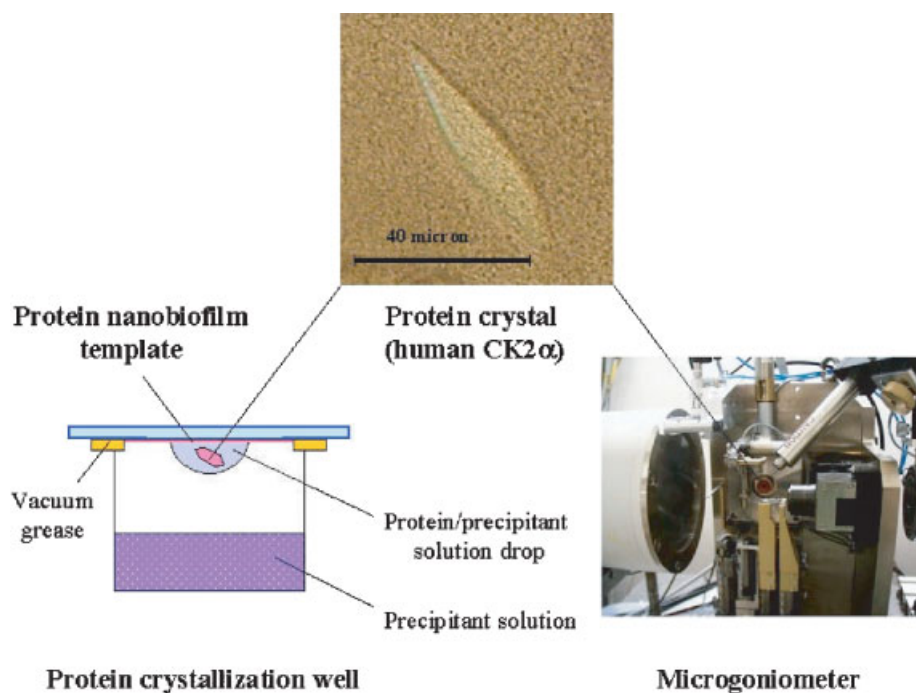 40 micron
Protein nanobiofilm
template
Protein crystal
(human CK2α)
Vacuum
grease
Protein/precipitant
solution drop
Precipitant solution
Protein crystallization well
Microgoniometer